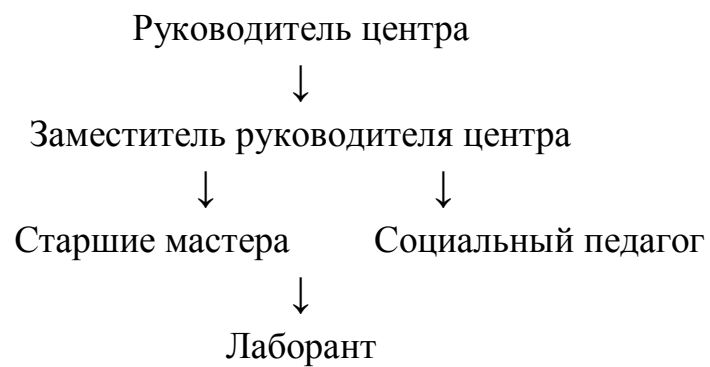 Руководитель центра
↓
Заместитель руководителя центра
↓ ↓
Старшие мастера Социальный педагог
↓
Лаборант